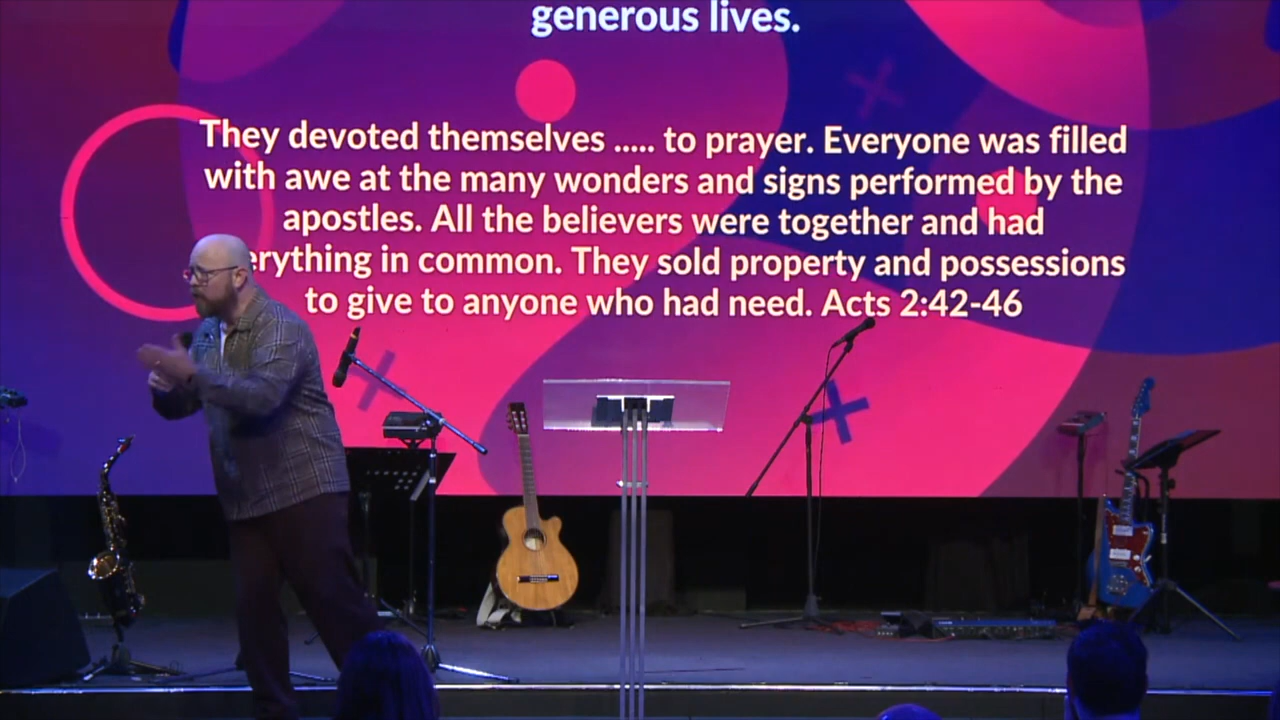 generous lives.
They devoted themselves ..... to prayer. Everyone was filled
with awe at the many wonders and signs performed by the
apostles. All the believers were together and had
erything in common. They sold property and possessions
to give to anyone who had need. Acts 2:42-46